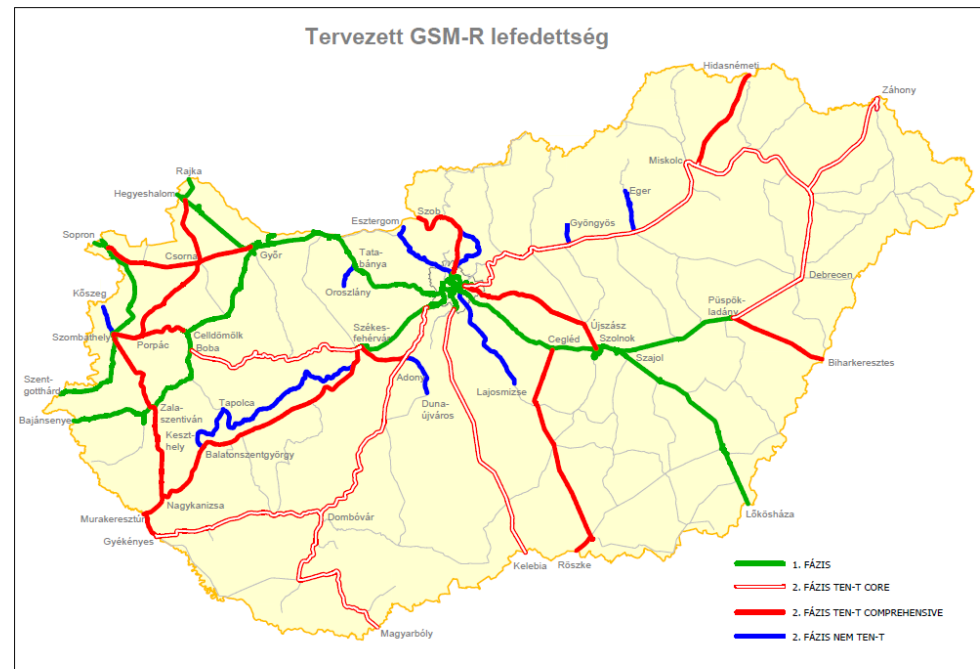 Tervezett GSM-R lefedettség
Hidasnémeti
Záhony
Miskolc
Rajka
Hegyeshalom
Eger
Szob
Esztergom
Gyöngyös
Sopron
Csorna
Győr
Tata-
bánya
Debrecen
Oroszlány
Kőszeg
Püspök-
ladány
Szombathely
Porpác
Celldömölk
Boba
Székes-
fehérvár
Cegléd
Újszász
Szolnok
Szajol
Biharkeresztes
Szent-
gotthárd
Adony
Lajosmizse
Duna-
újváros
Bajánsenye
Zala-
szentiván
Tapolca
Keszt-
hely
Balatonszentgyörgy
Nagykanizsa
Murakeresztúr
Gyékényes
Dombóvár
Lőkösháza
Kelebia
Röszke
Magyarbóly
1. FÁZIS
2. FÁZIS TEN-T CORE
2. FÁZIS TEN-T COMPREHENSIVE
2. FÁZIS NEM TEN-T